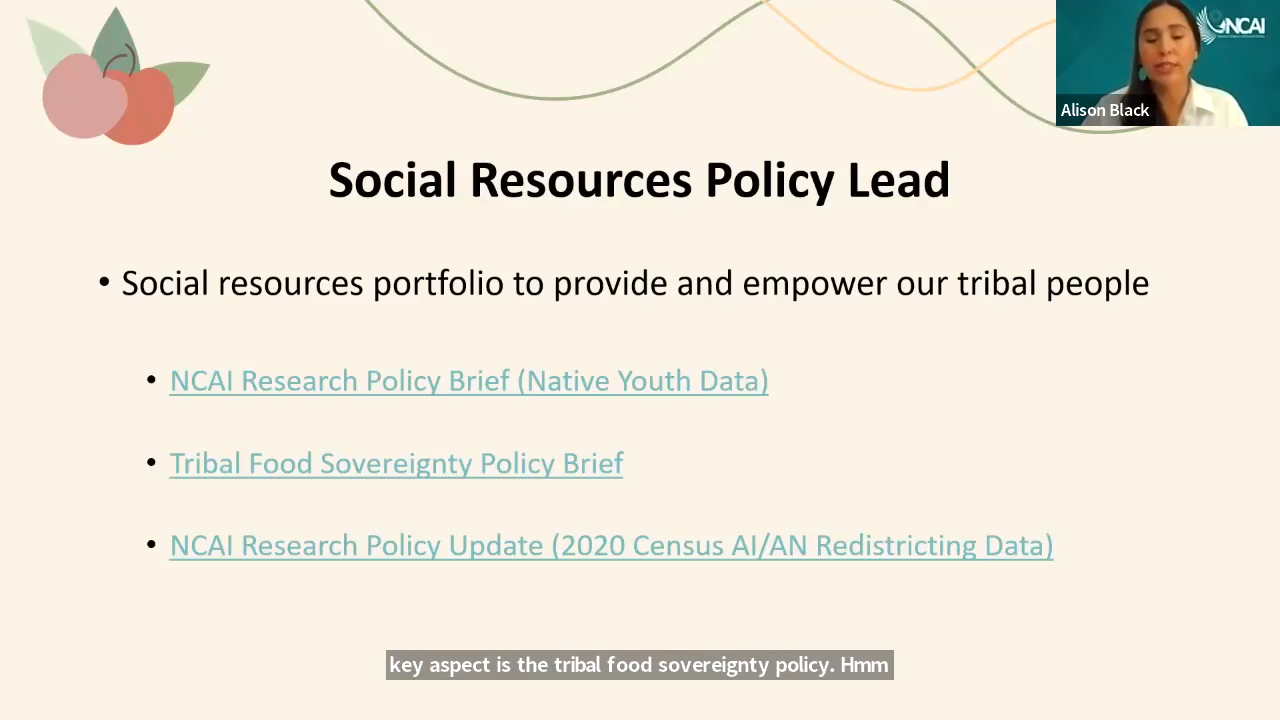 NCAI
Alison Black
Social Resources Policy Lead
• Social resources portfolio to provide and empower our tribal people
• NCAI Research Policy Brief (Native Youth Data)
• Tribal Food Sovereignty Policy Brief
• NCAI Research Policy Update (2020 Census AI/AN Redistricting Data)
key aspect is the tribal food sovereignty policy. Hmm